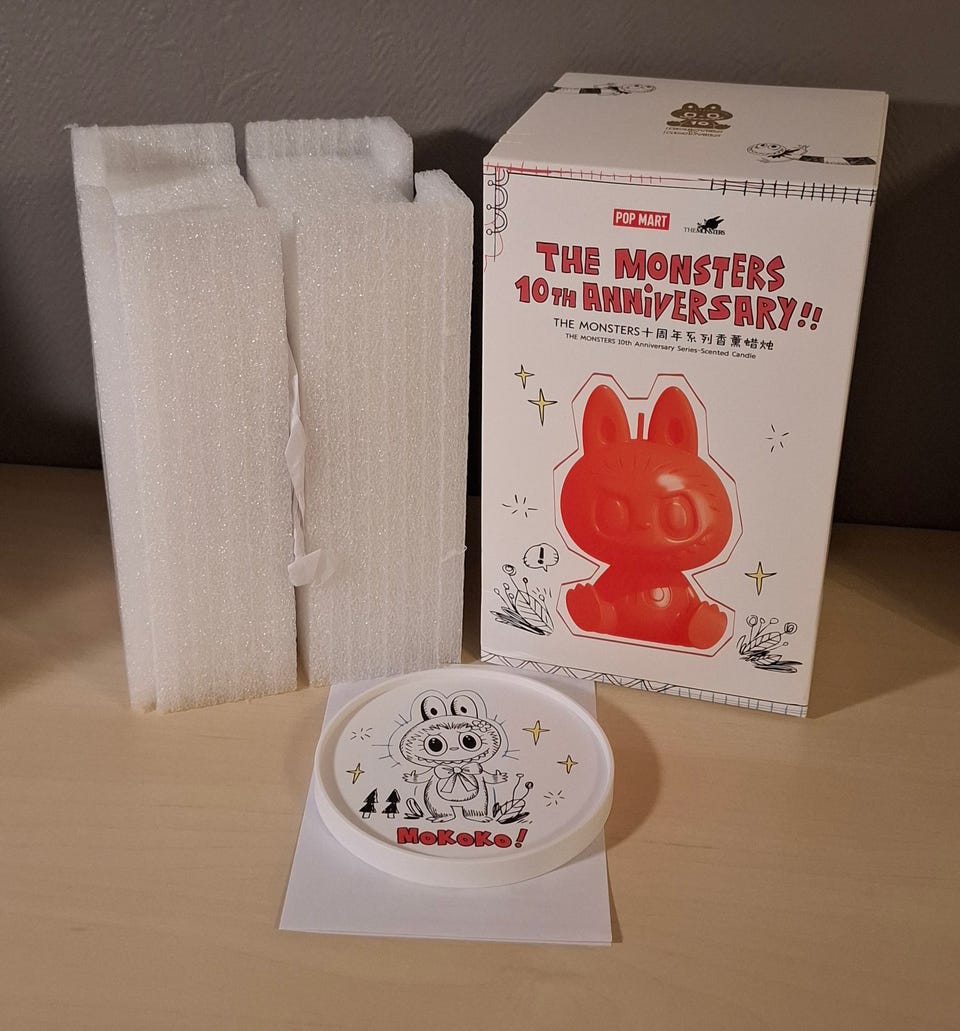 POP MART
THE MONSTERS
THE MONSTERS
10TH ANNiVERSARY!!
THE MONSTERS十周年系列香薰蜡烛
THE MONSTERS 10th Anniversary Series-Scented Candle
!
MOKOKO!